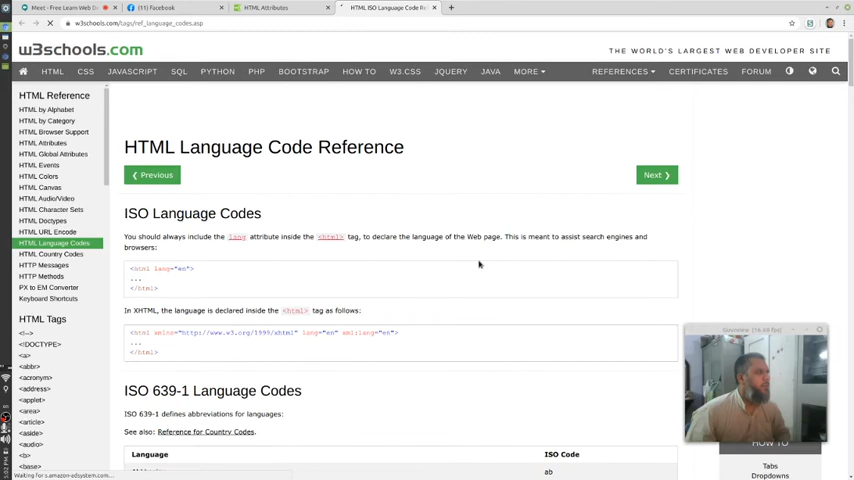 Meet - Free Learn Web De
(1) Facebook
HTML Attributes
HTML ISO Language Code Re
w3schools.com/tags/ref_language_codes.asp
w3schools.com
THE WORLD'S LARGEST WEB DEVELOPER SITE
HTML CSS JAVASCRIPT SQL PYTHON PHP BOOTSTRAP HOW TO W3.CSS JQUERY JAVA MORE REFERENCES CERTIFICATES FORUM
HTML Reference
HTML by Alphabet
HTML by Category
HTML Browser Support
HTML Attributes
HTML Global Attributes
HTML Events
HTML Colors
HTML Canvas
HTML Audio/Video
HTML Character Sets
HTML Doctypes
HTML URL Encode
HTML Language Codes
HTML Country Codes
HTTP Messages
HTTP Methods
PX to EM Converter
Keyboard Shortcuts
HTML Tags
<!-->
<!DOCTYPE>
<a>
<abbr>
<acronym>
<address>
<applet>
<area>
<article>
<aside>
<audio>
<b>
<base>
HTML Language Code Reference
❮ Previous
Next ❯
ISO Language Codes
You should always include the lang attribute inside the <html> tag, to declare the language of the Web page. This is meant to assist search engines and
browsers:
<html lang="en">
...
</html>
In XHTML, the language is declared inside the <html> tag as follows:
<html xmlns="http://www.w3.org/1999/xhtml" lang="en" xml:lang="en">
...
</html>
ISO 639-1 Language Codes
ISO 639-1 defines abbreviations for languages:
See also: Reference for Country Codes.
Language ISO Code
ab
HOW TO
Tabs
Dropdowns
Waiting for s.amazon-adsystem.com...
5:02 PM